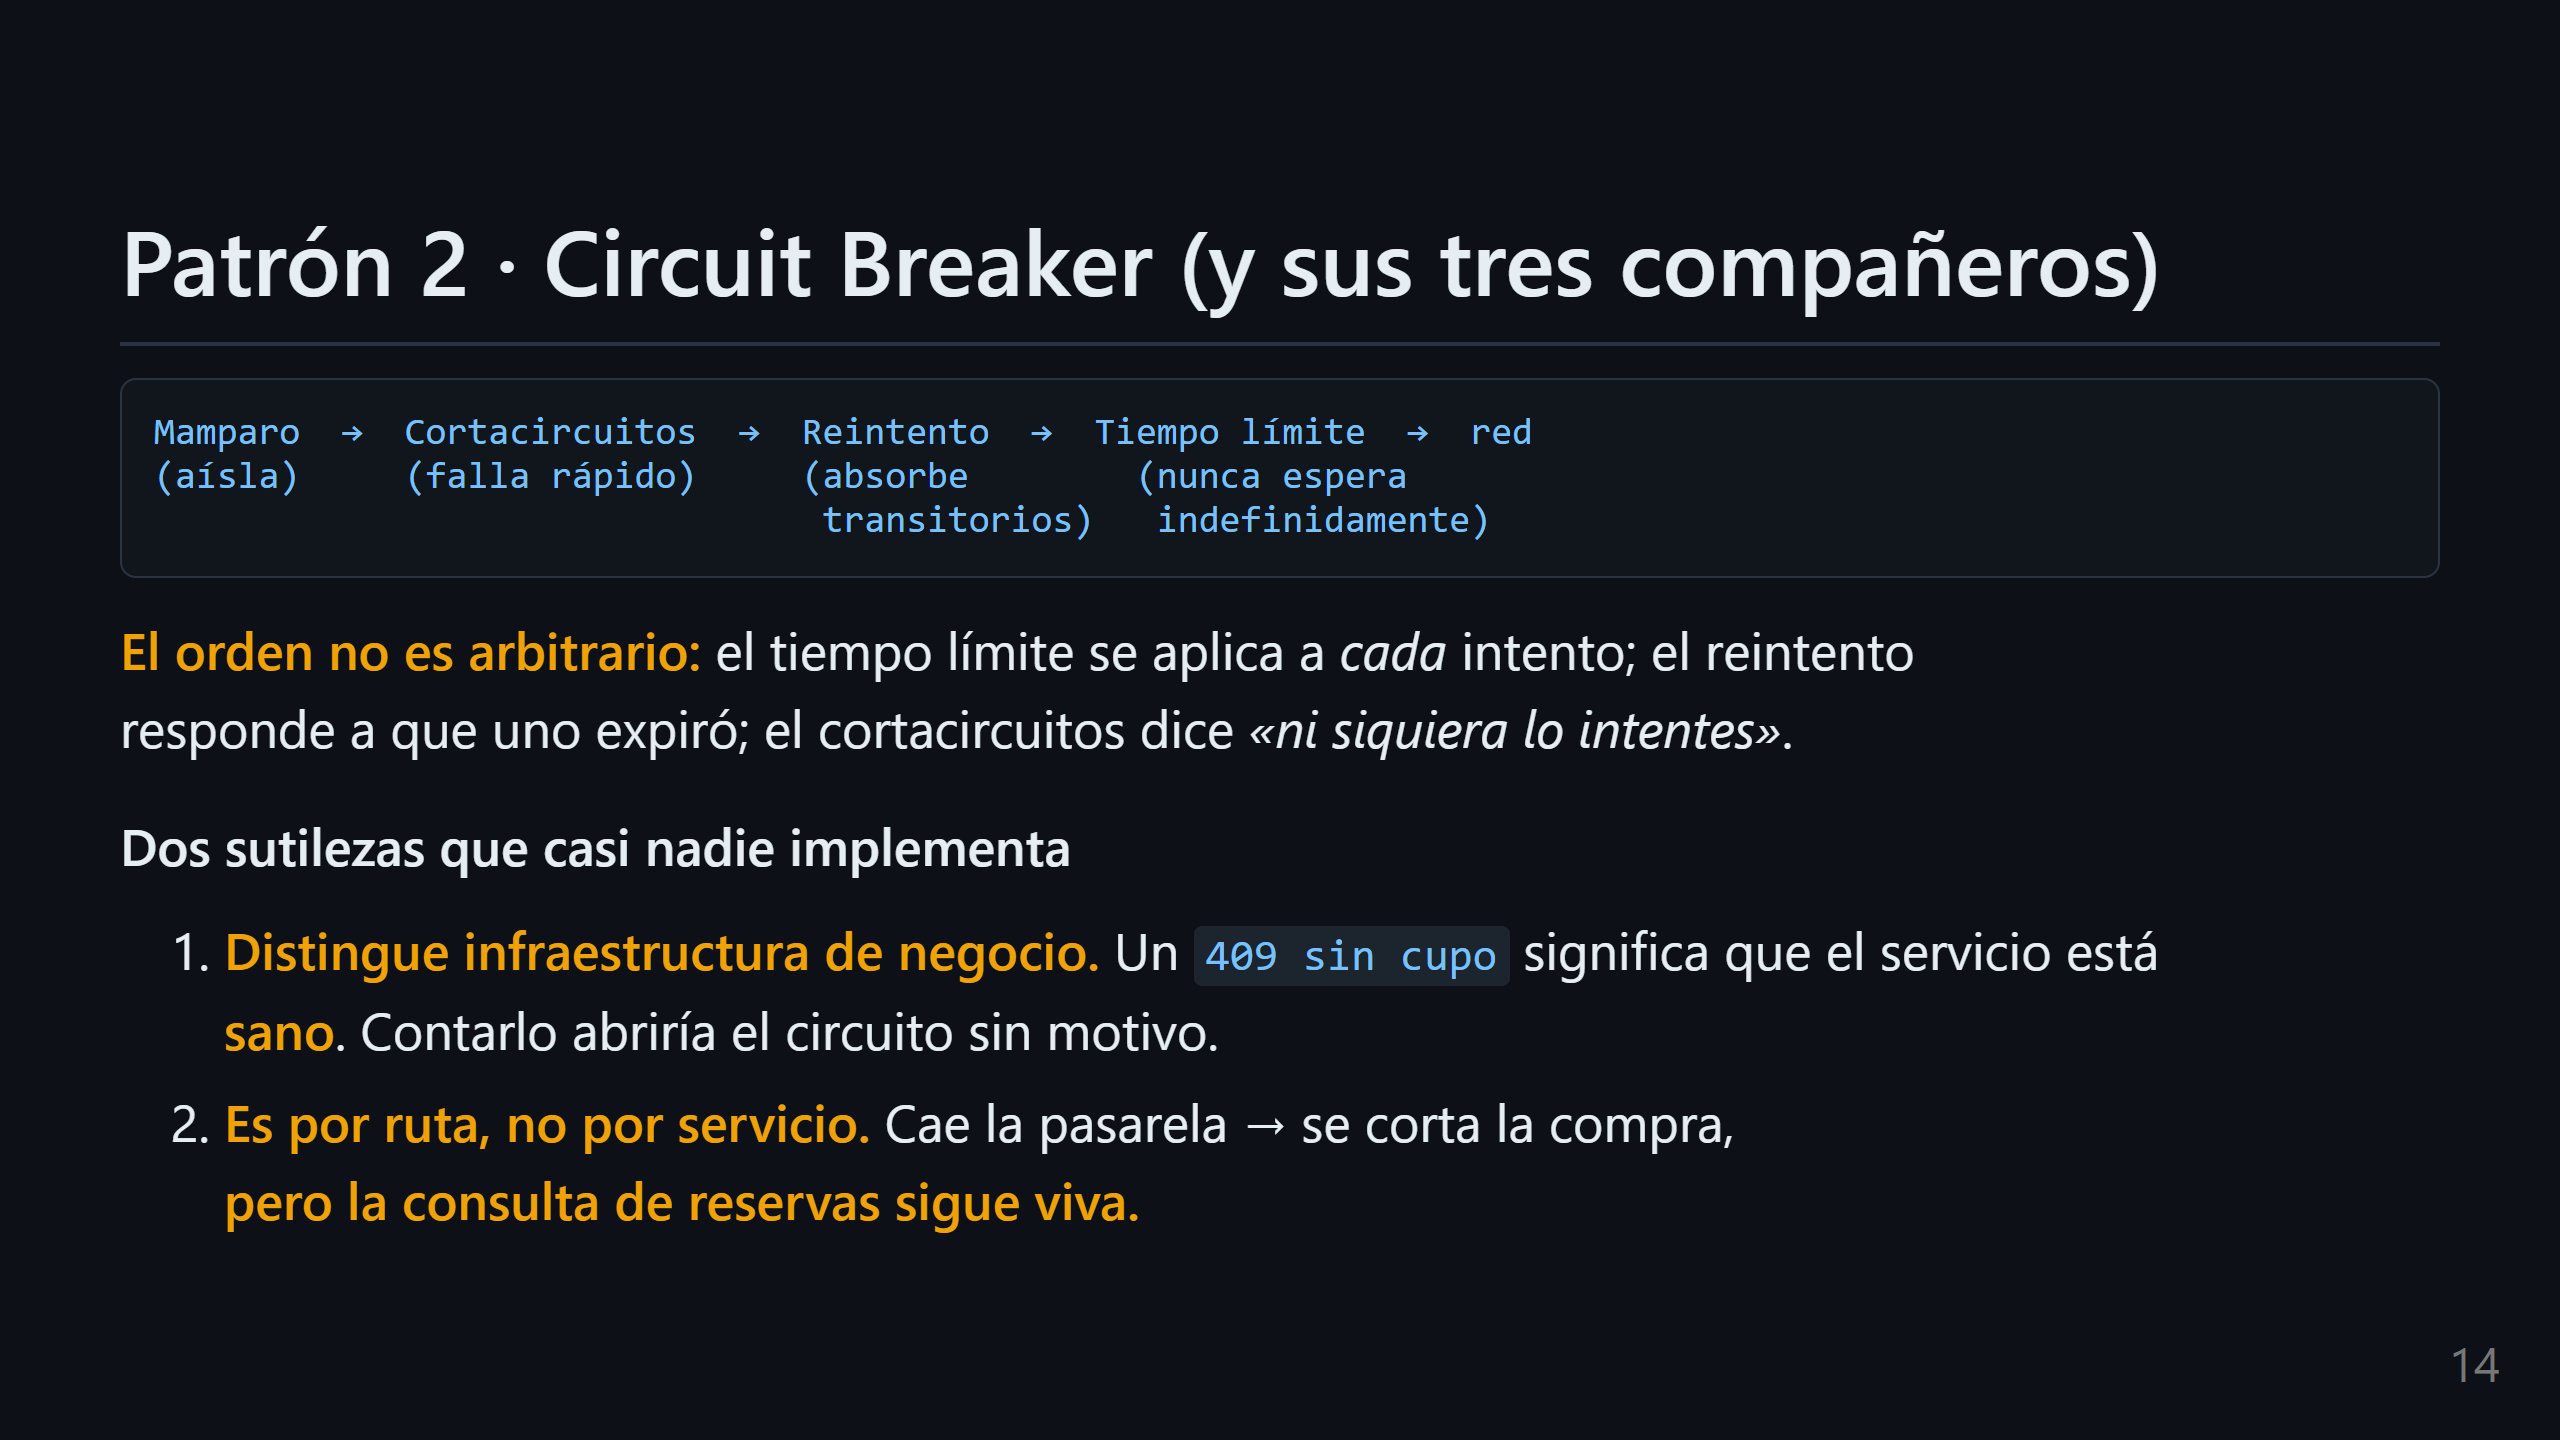 Patrón 2 · Circuit Breaker (y sus tres compañeros)
Mamparo → Cortacircuitos → Reintento → Tiempo límite → red
(aísla) (falla rápido) (absorbe (nunca espera
transitorios) indefinidamente)
El orden no es arbitrario: el tiempo límite se aplica a cada intento; el reintento
responde a que uno expiró; el cortacircuitos dice «ni siquiera lo intentes».
Dos sutilezas que casi nadie implementa
1. Distingue infraestructura de negocio. Un 409 sin cupo significa que el servicio está
sano. Contarlo abriría el circuito sin motivo.
2. Es por ruta, no por servicio. Cae la pasarela → se corta la compra,
pero la consulta de reservas sigue viva.
14